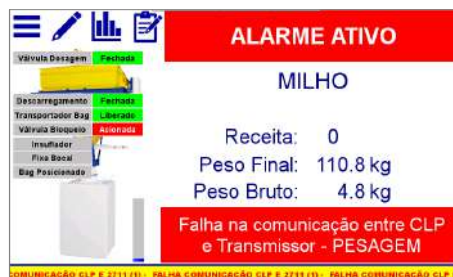 ALARME ATIVO
Válvula Dosagem Fechada
MILHO
Descarregamento Fechada
Transportador Bag Liberado
Válvula Bloqueio Acionada
Insuflador
Fixa Bocal
Bag Posicionado
Receita: 0
Peso Final: 110.8 kg
Peso Bruto: 4.8 kg
Falha na comunicação entre CLP
e Transmissor - PESAGEM
COMUNICAÇÃO CLP E 2711 (1) - FALHA COMUNICAÇÃO CLP E 2711 (1) - FALHA COMUNICAÇÃO CLP